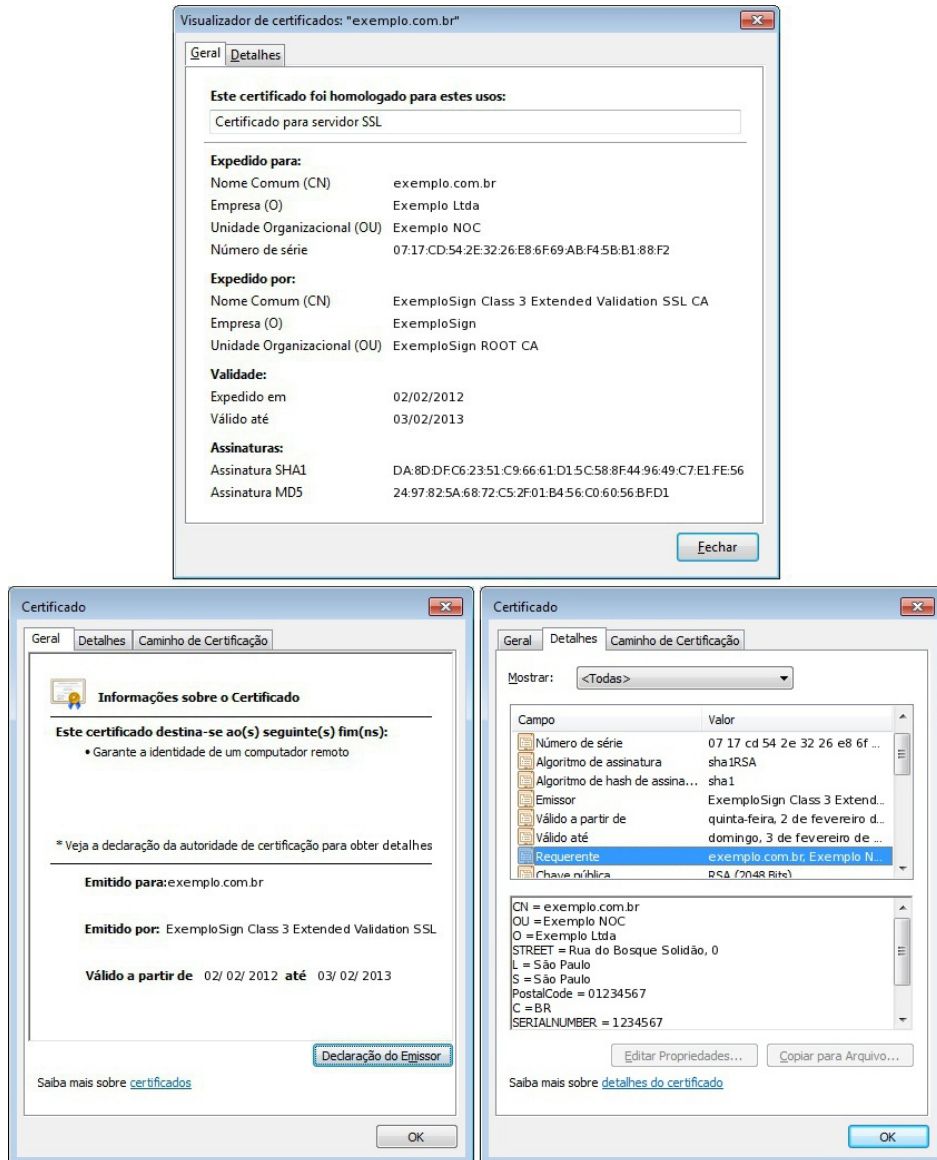 Visualizador de certificados: "exemplo.com.br"
Geral Detalhes
Este certificado foi homologado para estes usos:
Certificado para servidor SSL
Expedido para:
Nome Comum (CN) exemplo.com.br
Empresa (O) Exemplo Ltda
Unidade Organizacional (OU) Exemplo NOC
Número de série 07:17:CD:54:2E:32:26:E8:6F:69:AB:F4:5B:B1:88:F2
Expedido por:
Nome Comum (CN) ExemploSign Class 3 Extended Validation SSL CA
Empresa (O) ExemploSign
Unidade Organizacional (OU) ExemploSign ROOT CA
Validade:
Expedido em 02/02/2012
Válido até 03/02/2013
Assinaturas:
Assinatura SHA1 DA:8D:DF:C6:23:51:C9:66:61:D1:5C:58:8F:44:96:49:C7:E1:FE:56
Assinatura MD5 24:97:82:5A:68:72:C5:2F:01:B4:56:C0:60:56:BF:D1
Fechar
Certificado
Geral Detalhes Caminho de Certificação
Informações sobre o Certificado
Este certificado destina-se ao(s) seguinte(s) fim(ns):
• Garante a identidade de um computador remoto
* Veja a declaração da autoridade de certificação para obter detalhes
Emitido para:exemplo.com.br
Emitido por: ExemploSign Class 3 Extended Validation SSL
Válido a partir de 02/ 02/ 2012 até 03/ 02/ 2013
Declaração do Emissor
Saiba mais sobre certificados
OK
Certificado
Geral Detalhes Caminho de Certificação
Mostrar: <Todas>
Campo Valor
Número de série 07 17 cd 54 2e 32 26 e8 6f ...
Algoritmo de assinatura sha1RSA
Algoritmo de hash de assina... sha1
Emissor ExemploSign Class 3 Extend...
Válido a partir de quinta-feira, 2 de fevereiro d...
Válido até domingo, 3 de fevereiro de ...
Requerente exemplo.com.br, Exemplo N...
Chave pública RSA (2048 Bits)
CN = exemplo.com.br
OU =Exemplo NOC
O =Exemplo Ltda
STREET = Rua do Bosque Solidão, 0
L = São Paulo
S = São Paulo
PostalCode = 01234567
C =BR
SERIALNUMBER = 1234567
Editar Propriedades... Copiar para Arquivo...
Saiba mais sobre detalhes do certificado
OK